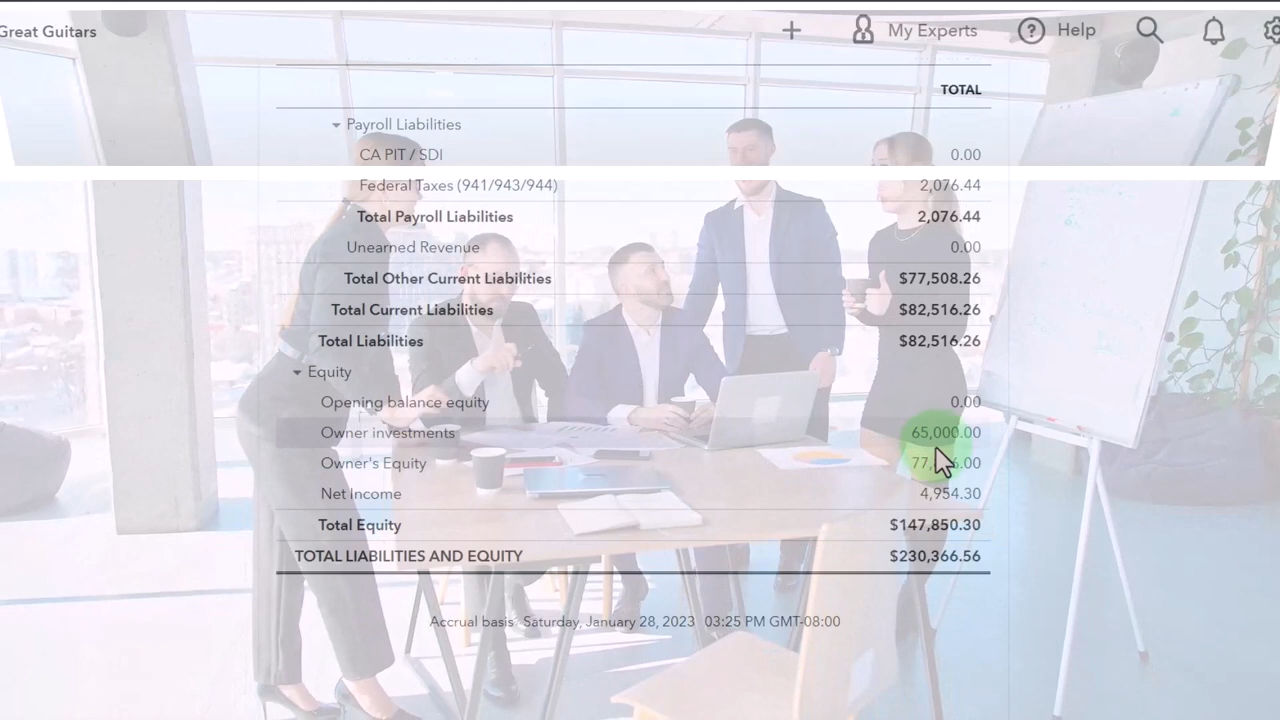 Great Guitars
My Experts
Help
TOTAL
Payroll Liabilities
CA PIT / SDI 0.00
Federal Taxes (941/943/944) 2,076.44
Total Payroll Liabilities 2,076.44
Unearned Revenue 0.00
Total Other Current Liabilities $77,508.26
Total Current Liabilities $82,516.26
Total Liabilities $82,516.26
Equity
Opening balance equity 0.00
Owner investments 65,000.00
Owner's Equity
Net Income 4,954.30
Total Equity $147,850.30
TOTAL LIABILITIES AND EQUITY $230,366.56
Accrual basis Saturday, January 28, 2023 03:25 PM GMT-08:00